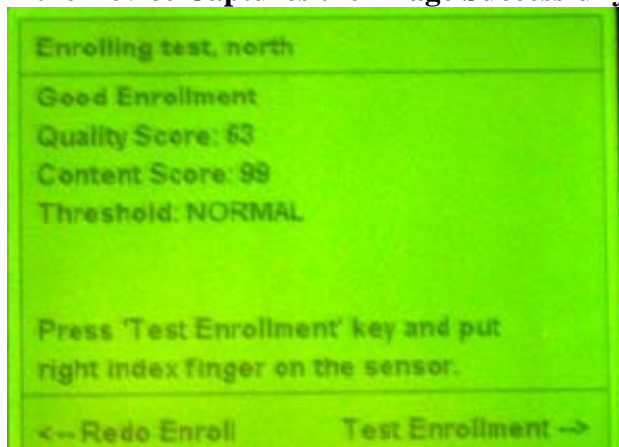 Enrolling test, north
Good Enrollment
Quality Score: 63
Content Score: 99
Threshold: NORMAL
Press 'Test Enrollment' key and put
right index finger on the sensor.
<-- Redo Enroll Test Enrollment -->